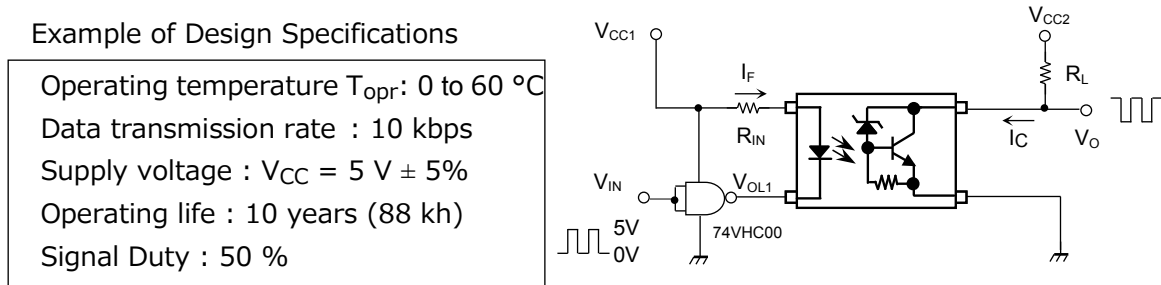 Example of Design Specifications
Operating temperature Topr: 0 to 60 °C
Data transmission rate : 10 kbps
Supply voltage : VCC = 5 V ± 5%
Operating life : 10 years (88 kh)
Signal Duty : 50 %
VCC1
VCC2
IF
RL
RIN
IC
VO
VIN
VOL1
5V
0V
74VHC00